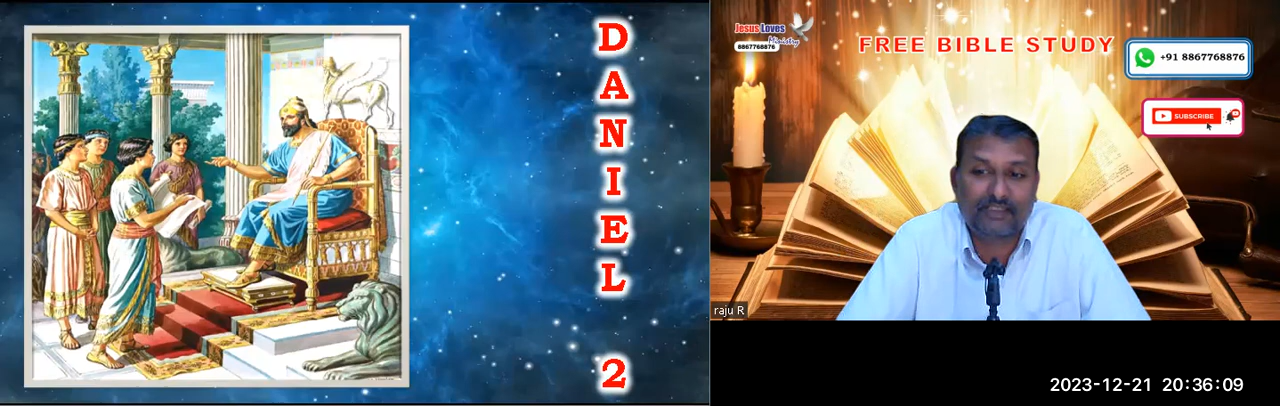 DANIEL 2
Jesus Loves
Ministry
8867768876
FREE BIBLE STUDY
+91 8867768876
SUBSCRIBE
raju R
2023-12-21 20:36:09